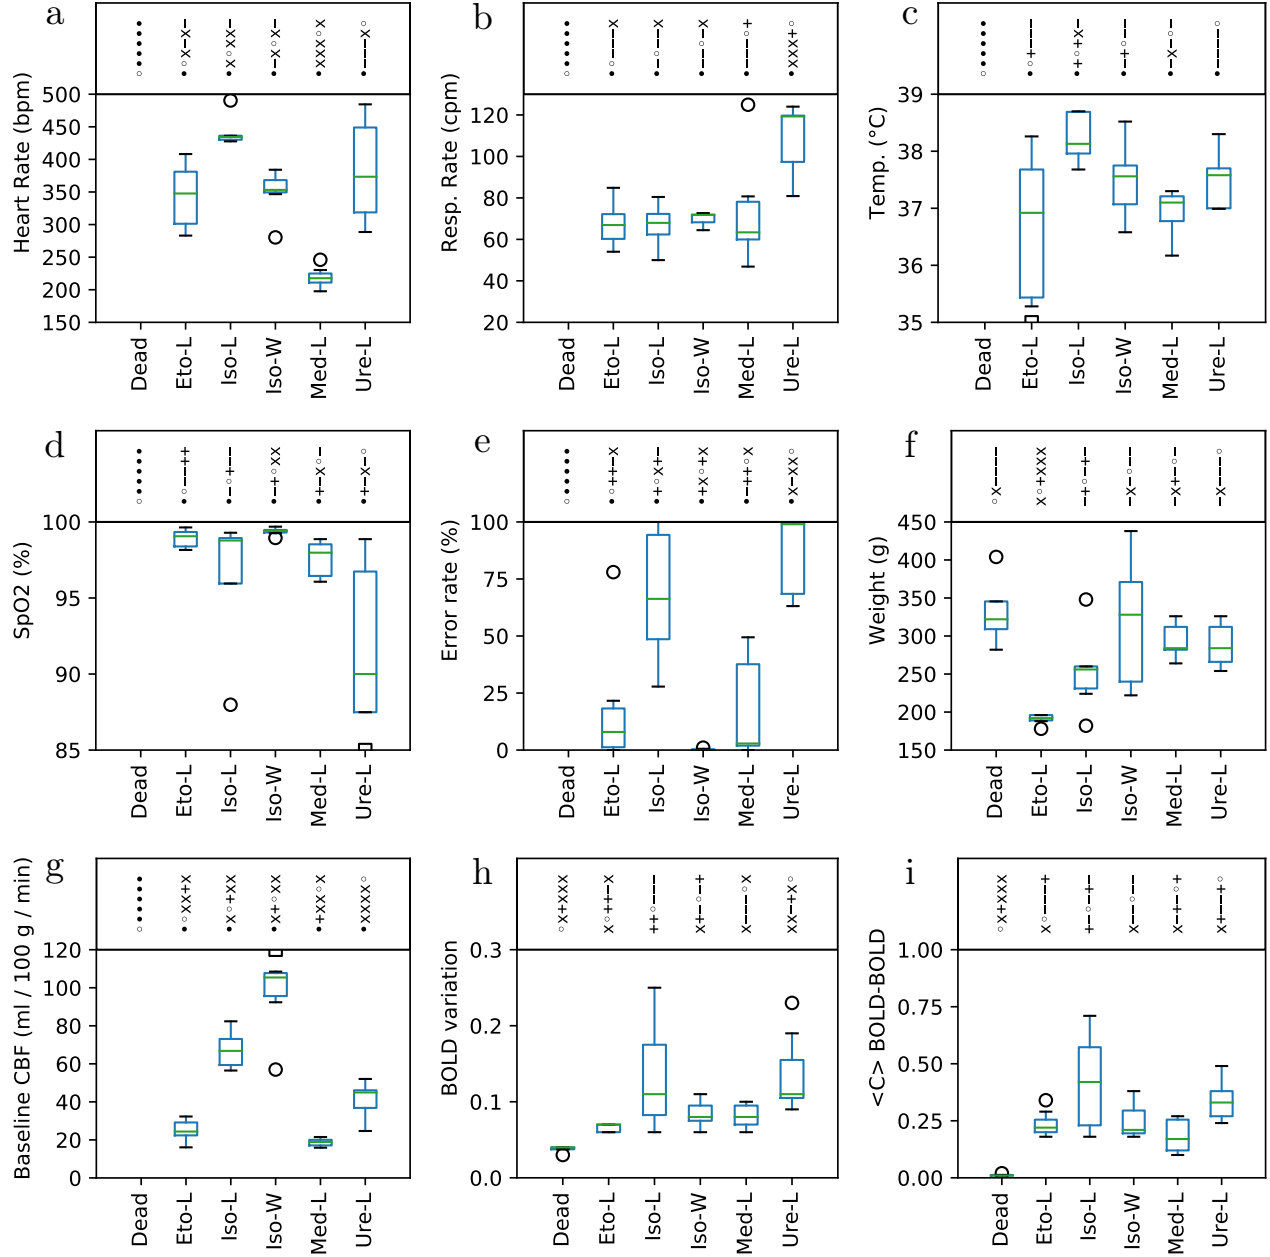 a
b
c
Heart Rate (bpm)
500
450
400
350
300
250
200
150
Dead
Eto-L
Iso-L
Iso-W
Med-L
Ure-L
Resp. Rate (cpm)
120
100
80
60
40
20
Dead
Eto-L
Iso-L
Iso-W
Med-L
Ure-L
Temp. (°C)
39
38
37
36
35
Dead
Eto-L
Iso-L
Iso-W
Med-L
Ure-L
d
e
f
SpO2 (%)
100
95
90
85
Dead
Eto-L
Iso-L
Iso-W
Med-L
Ure-L
Error rate (%)
100
75
50
25
0
Dead
Eto-L
Iso-L
Iso-W
Med-L
Ure-L
Weight (g)
450
400
350
300
250
200
150
Dead
Eto-L
Iso-L
Iso-W
Med-L
Ure-L
g
h
i
Baseline CBF (ml / 100 g / min)
120
100
80
60
40
20
0
Dead
Eto-L
Iso-L
Iso-W
Med-L
Ure-L
BOLD variation
0.3
0.2
0.1
0.0
Dead
Eto-L
Iso-L
Iso-W
Med-L
Ure-L
<C> BOLD-BOLD
1.00
0.75
0.50
0.25
0.00
Dead
Eto-L
Iso-L
Iso-W
Med-L
Ure-L